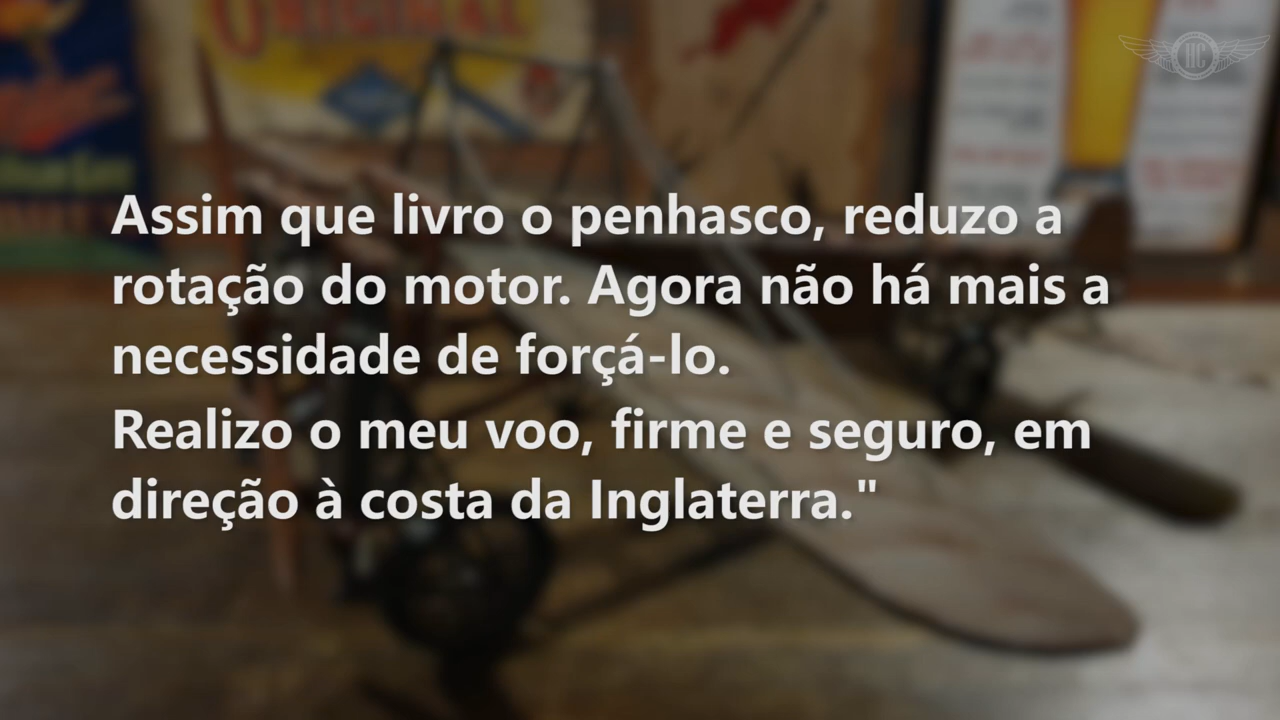 ORIGINAL
Assim que livro o penhasco, reduzo a
rotação do motor. Agora não há mais a
necessidade de forçá-lo.
Realizo o meu voo, firme e seguro, em
direção à costa da Inglaterra."